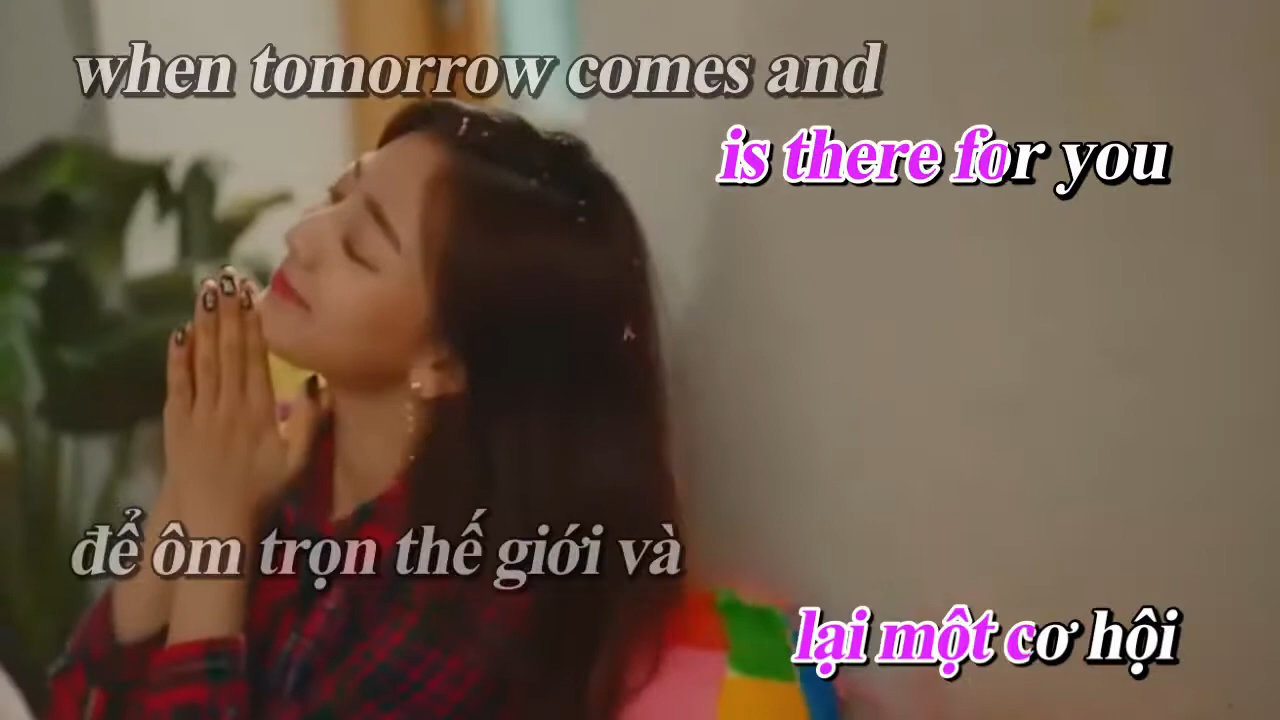 when tomorrow comes and
is there for you
để ôm trọn thế giới và
lại một cơ hội